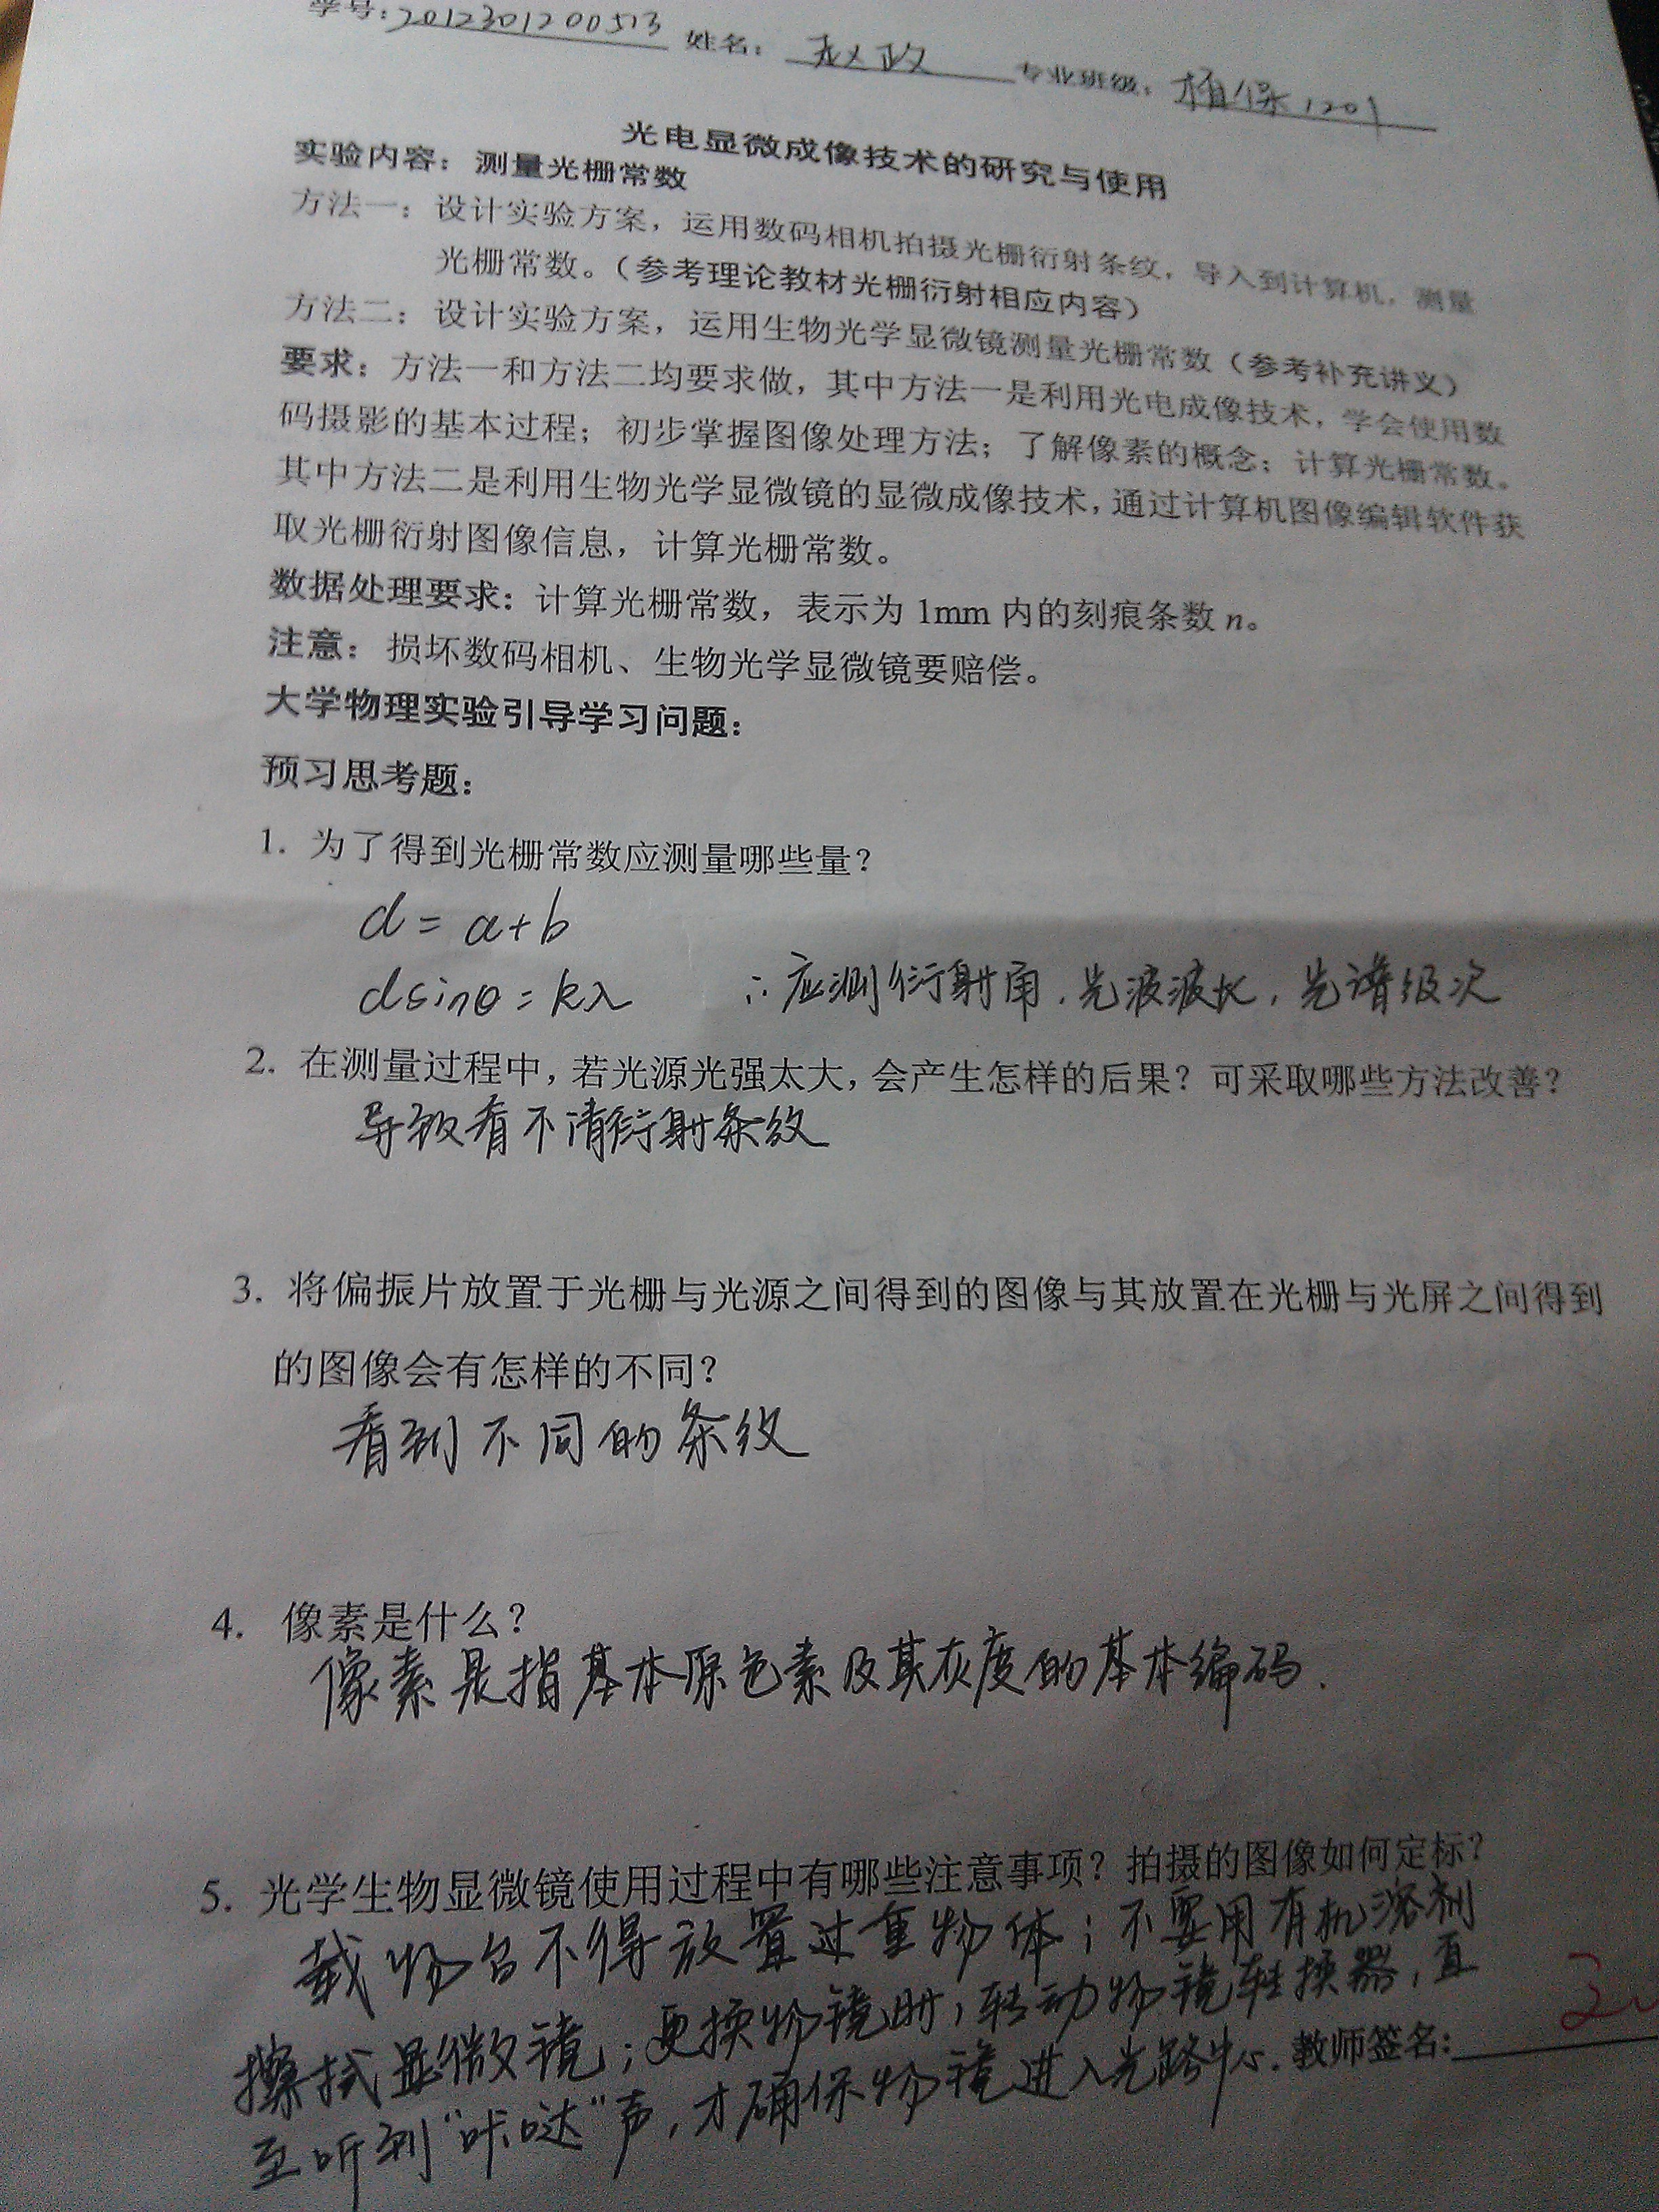 学号:2012301200513 姓名: 赵政 专业班级: 植保1201
光电显微成像技术的研究与使用
实验内容：测量光栅常数
方法一：设计实验方案，运用数码相机拍摄光栅衍射条纹，导入到计算机，测量
光栅常数。（参考理论教材光栅衍射相应内容）
方法二：设计实验方案，运用生物光学显微镜测量光栅常数（参考补充讲义）
要求：方法一和方法二均要求做，其中方法一是利用光电成像技术，学会使用数
码摄影的基本过程；初步掌握图像处理方法；了解像素的概念；计算光栅常数。
其中方法二是利用生物光学显微镜的显微成像技术，通过计算机图像编辑软件获
取光栅衍射图像信息，计算光栅常数。
数据处理要求：计算光栅常数，表示为 1mm 内的刻痕条数 n。
注意：损坏数码相机、生物光学显微镜要赔偿。
大学物理实验引导学习问题：
预习思考题：
1. 为了得到光栅常数应测量哪些量？
d = a+b
dsinθ = kλ ∴应测衍射角，光波波长，光谱级次
2. 在测量过程中，若光源光强太大，会产生怎样的后果？可采取哪些方法改善？
导致看不清衍射条纹
3. 将偏振片放置于光栅与光源之间得到的图像与其放置在光栅与光屏之间得到
的图像会有怎样的不同？
看到不同的条纹
4. 像素是什么？
像素是指基本原色素及其灰度的基本编码.
5. 光学生物显微镜使用过程中有哪些注意事项？拍摄的图像如何定标？
载物台不得放置过重物体；不要用有机溶剂
擦拭显微镜；更换物镜时，转动物镜转换器，直
至听到“咔哒”声，才确保物镜进入光路中心.
教师签名: